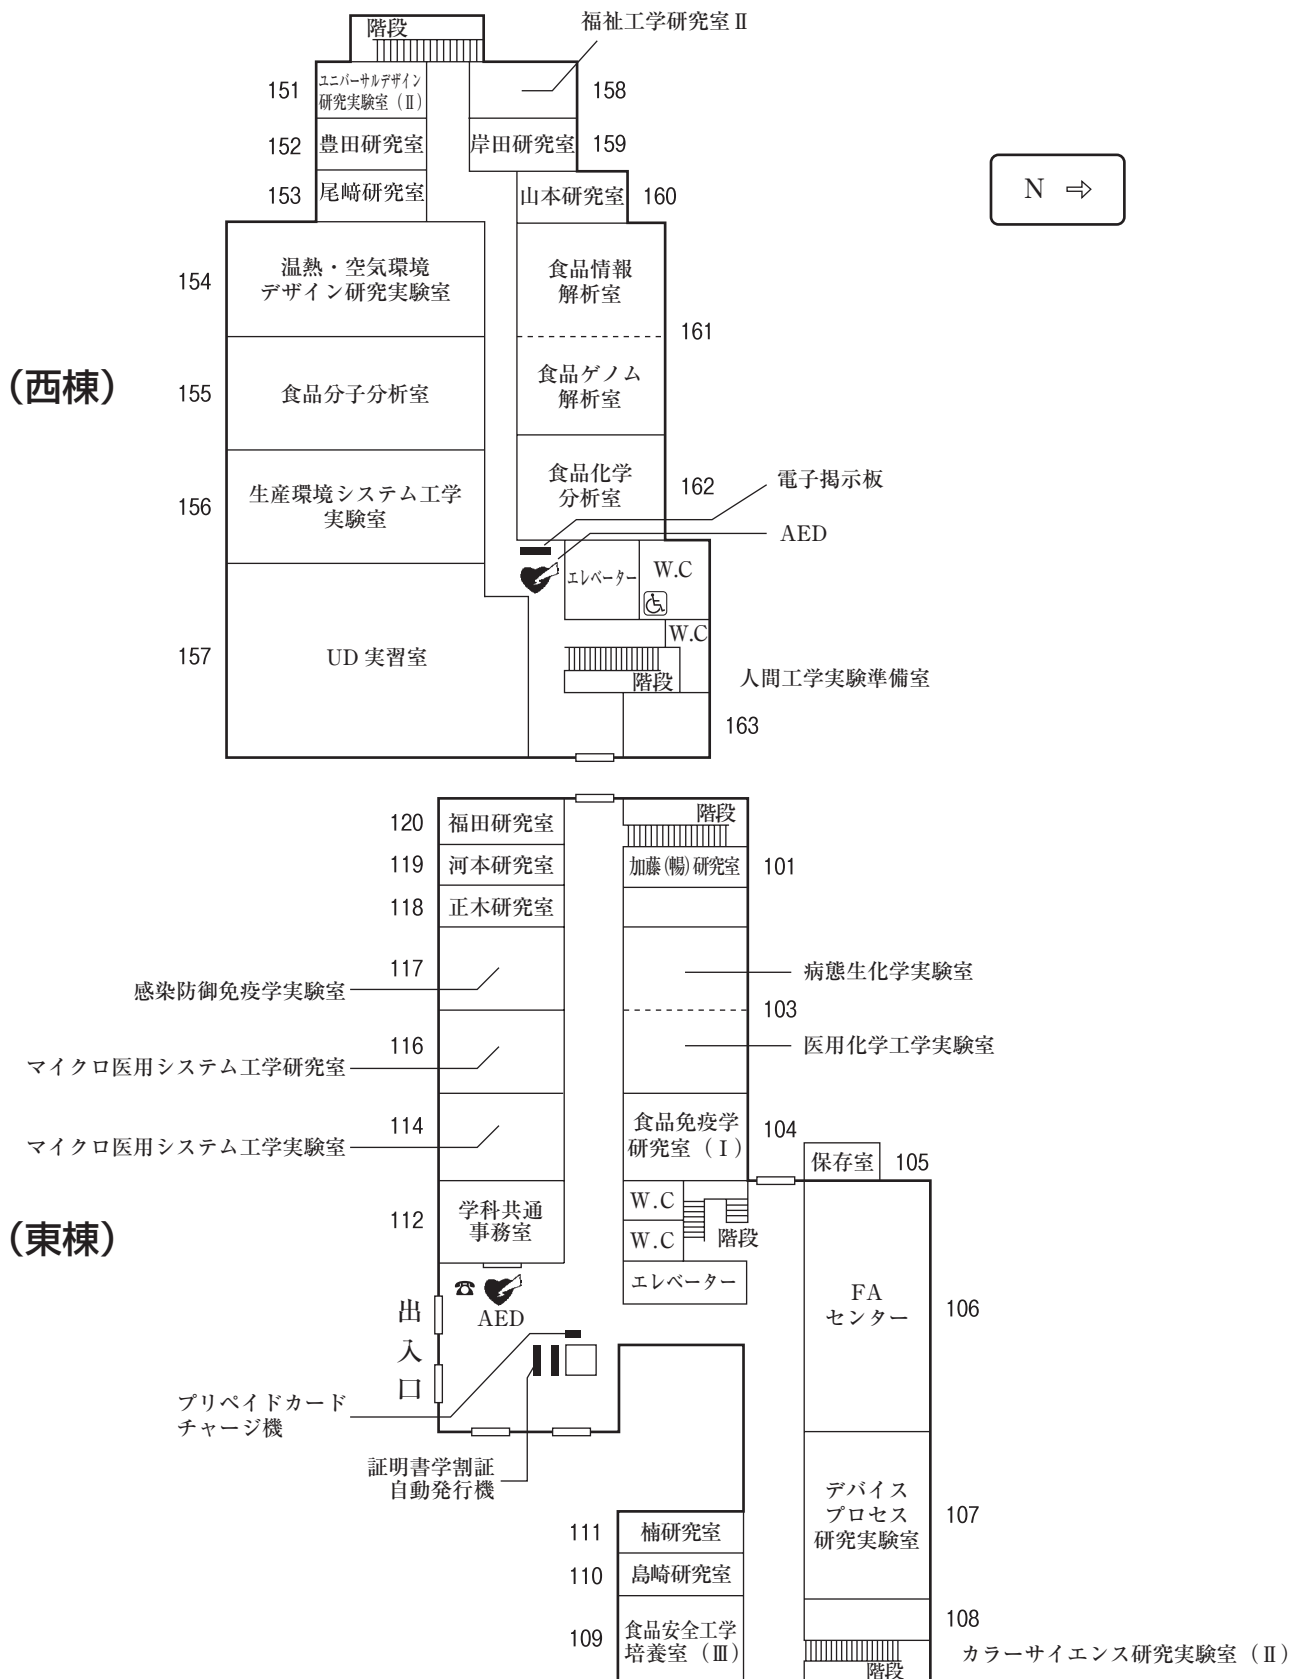 階段
福祉工学研究室Ⅱ
151
ユニバーサルデザイン
研究実験室（Ⅱ）
158
152
豊田研究室
岸田研究室
159
153
尾﨑研究室
山本研究室
160
N ⇨
154
温熱・空気環境
デザイン研究実験室
食品情報
解析室
161
（西棟）
155
食品分子分析室
食品ゲノム
解析室
156
生産環境システム工学
実験室
食品化学
分析室
162
電子掲示板
AED
エレベーター
W.C
W.C
157
UD 実習室
階段
人間工学実験準備室
163
120
福田研究室
階段
119
河本研究室
加藤(暢)研究室
101
118
正木研究室
117
感染防御免疫学実験室
病態生化学実験室
103
116
マイクロ医用システム工学研究室
医用化学工学実験室
114
マイクロ医用システム工学実験室
食品免疫学
研究室（Ⅰ）
104
保存室
105
（東棟）
112
学科共通
事務室
W.C
W.C
階段
エレベーター
AED
出入口
FA
センター
106
プリペイドカード
チャージ機
証明書学割証
自動発行機
デバイス
プロセス
研究実験室
107
111
楠研究室
110
島崎研究室
109
食品安全工学
培養室（Ⅲ）
108
カラーサイエンス研究実験室（Ⅱ）
階段